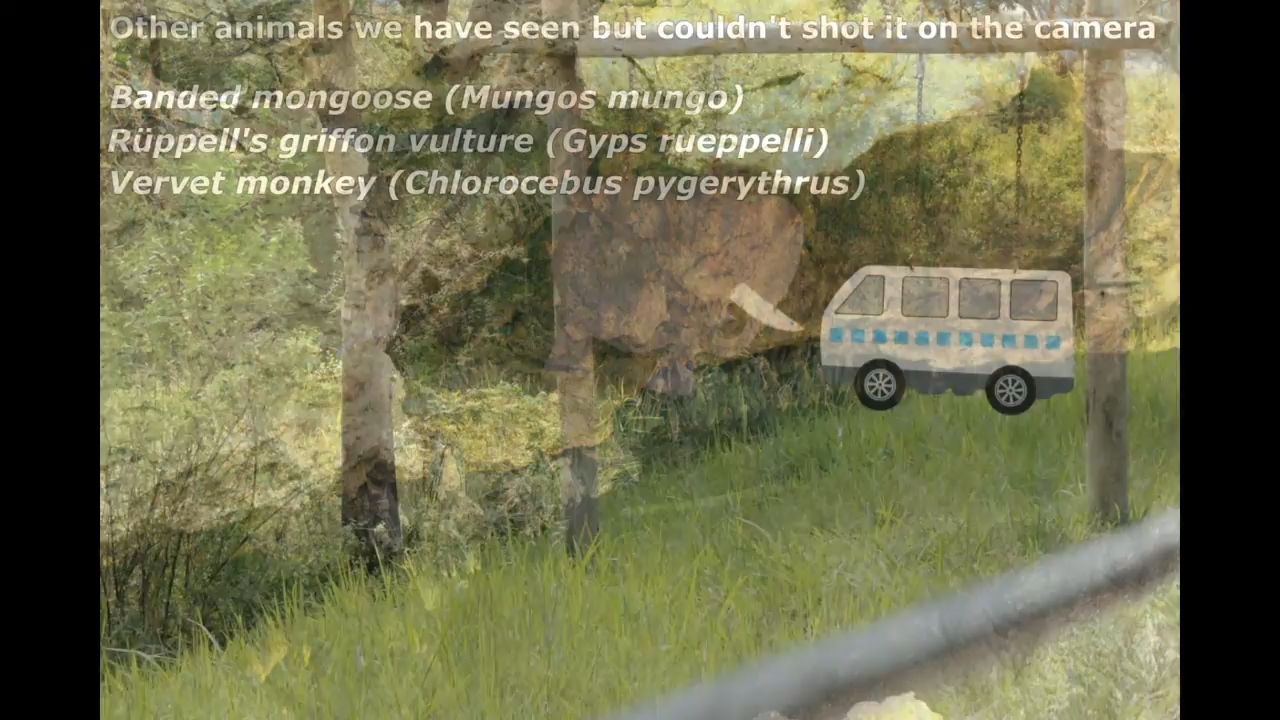 Other animals we have seen but couldn't shot it on the camera
Banded mongoose (Mungos mungo)
Rüppell's griffon vulture (Gyps rueppelli)
Vervet monkey (Chlorocebus pygerythrus)